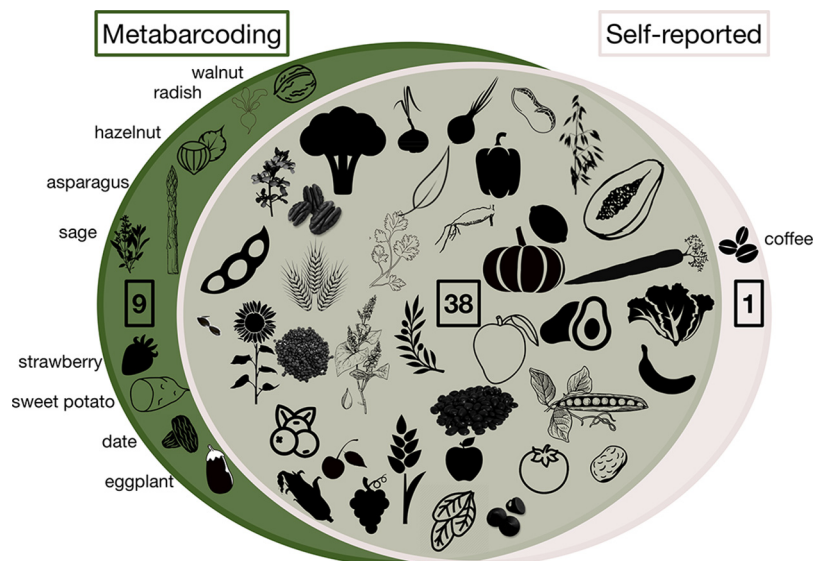 Metabarcoding
Self-reported
walnut
radish
hazelnut
asparagus
sage
coffee
9
38
1
strawberry
sweet potato
date
eggplant